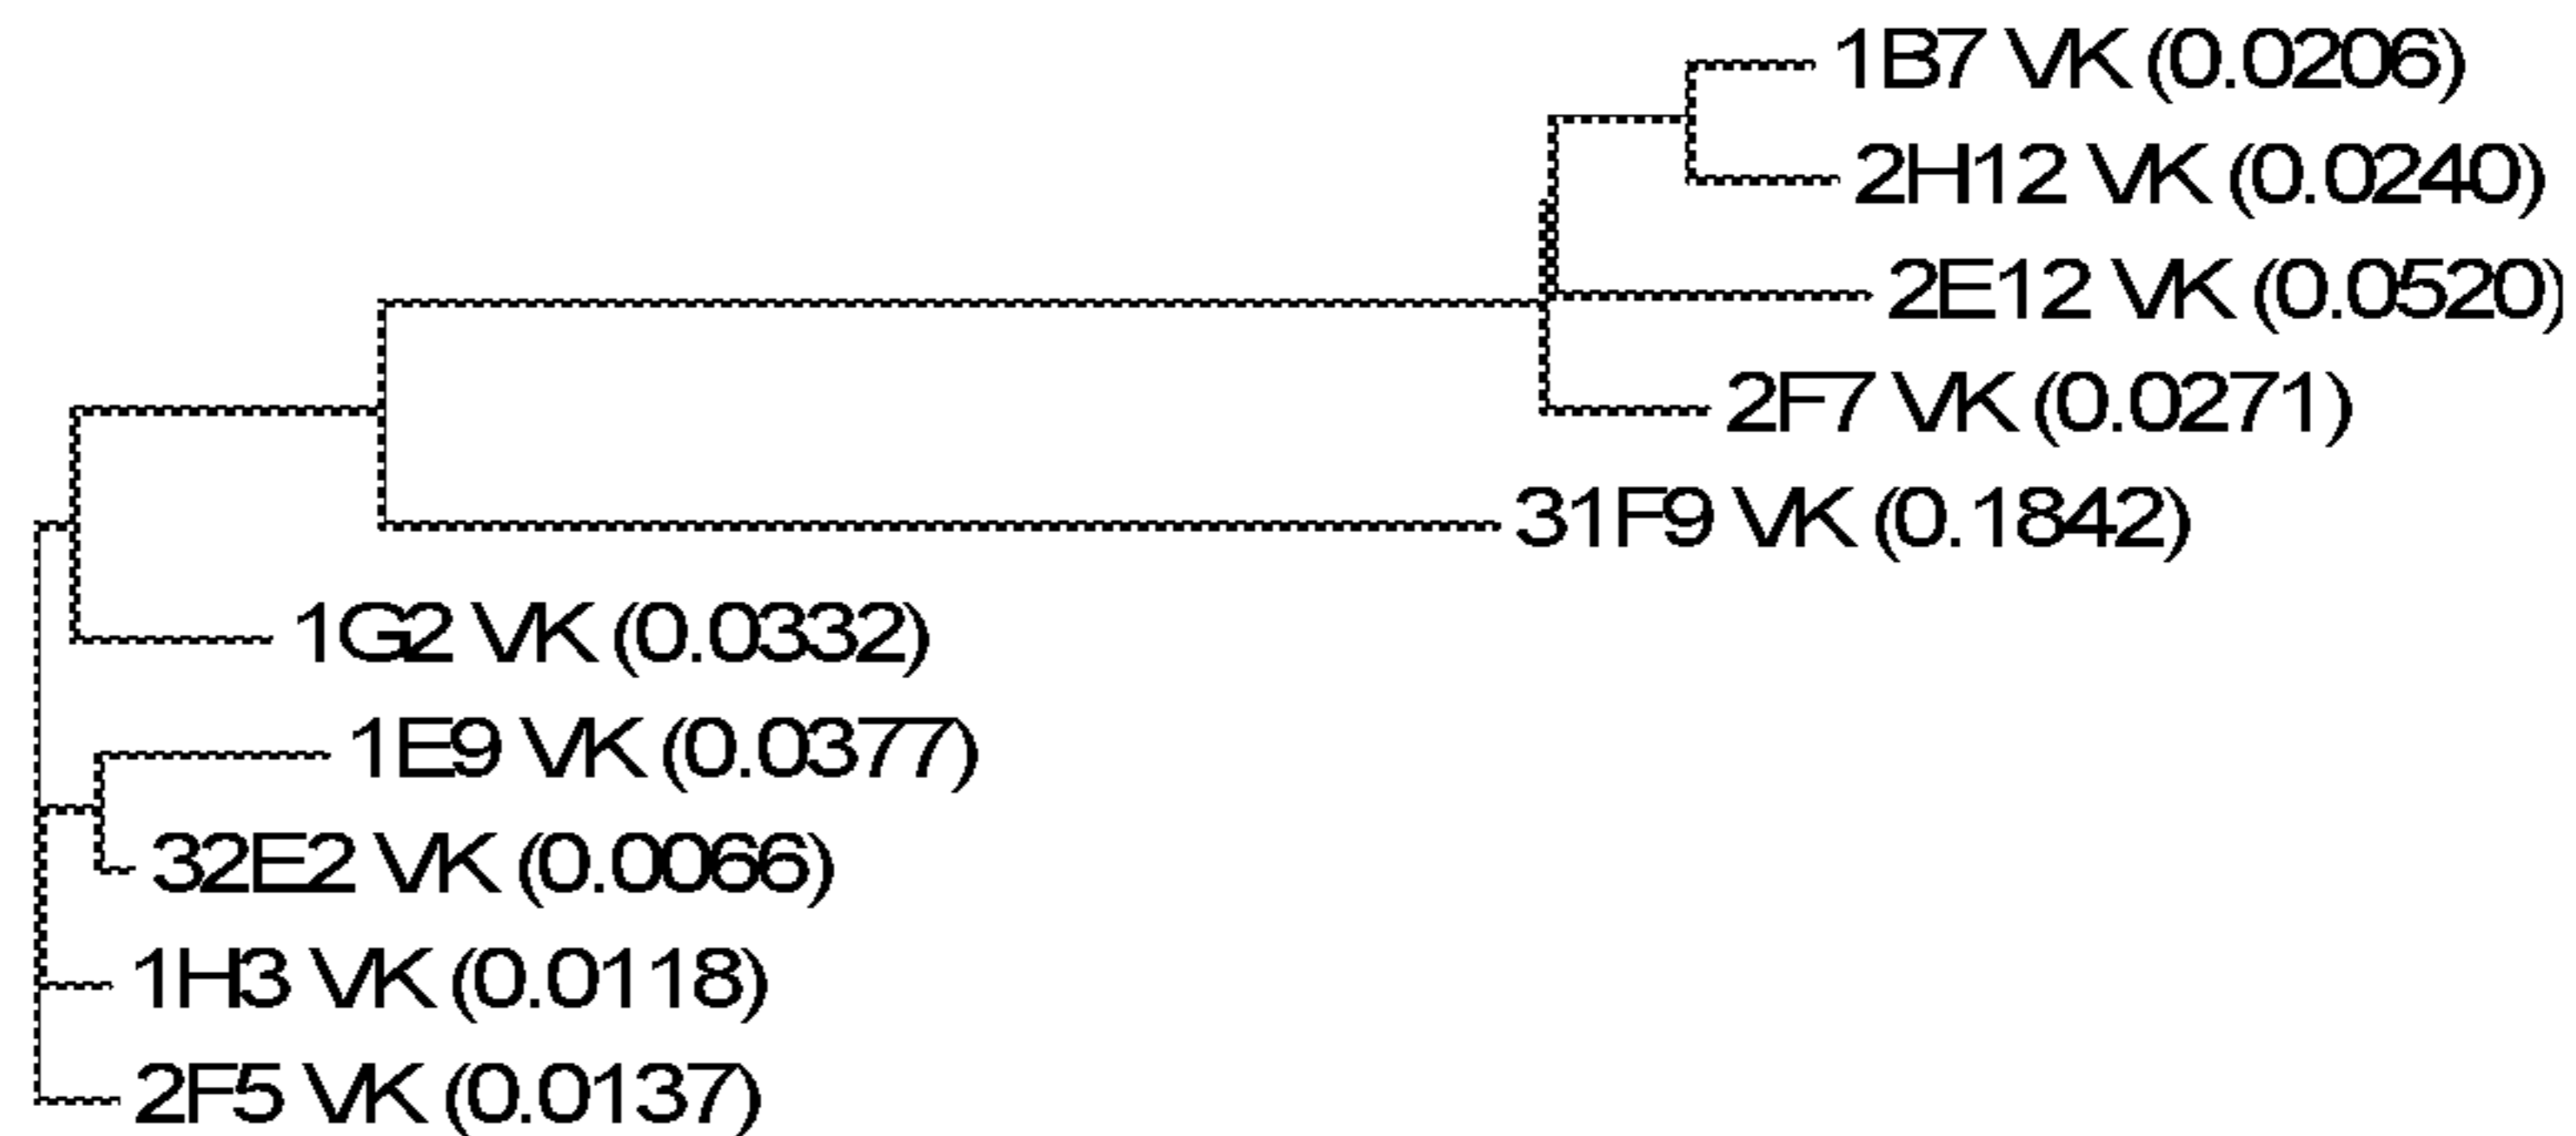 1B7 VK (0.0206)
2H12 VK (0.0240)
2E12 VK (0.0520)
2F7 VK (0.0271)
31F9 VK (0.1842)
1G2 VK (0.0332)
1E9 VK (0.0377)
32E2 VK (0.0066)
1H3 VK (0.0118)
2F5 VK (0.0137)